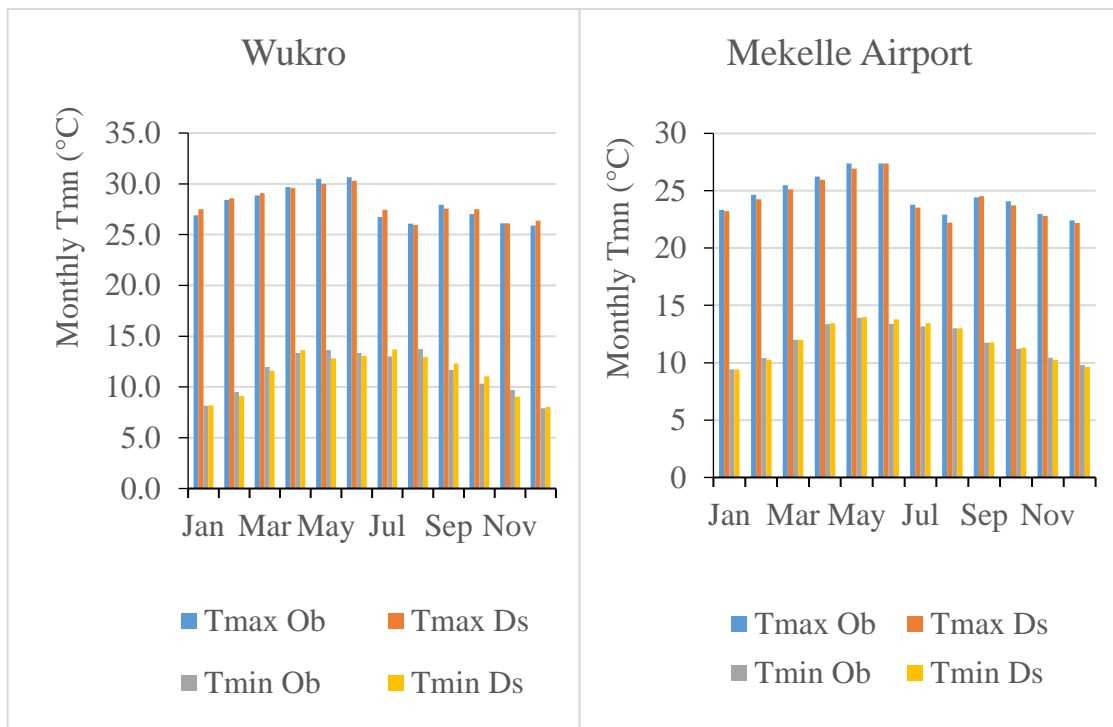 Wukro
Monthly Tmn (°C)
35.0
30.0
25.0
20.0
15.0
10.0
5.0
0.0
Jan Mar May Jul Sep Nov
Tmax Ob Tmax Ds
Tmin Ob Tmin Ds
Mekelle Airport
Monthly Tmn (°C)
30
25
20
15
10
5
0
Jan Mar May Jul Sep Nov
Tmax Ob Tmax Ds
Tmin Ob Tmin Ds